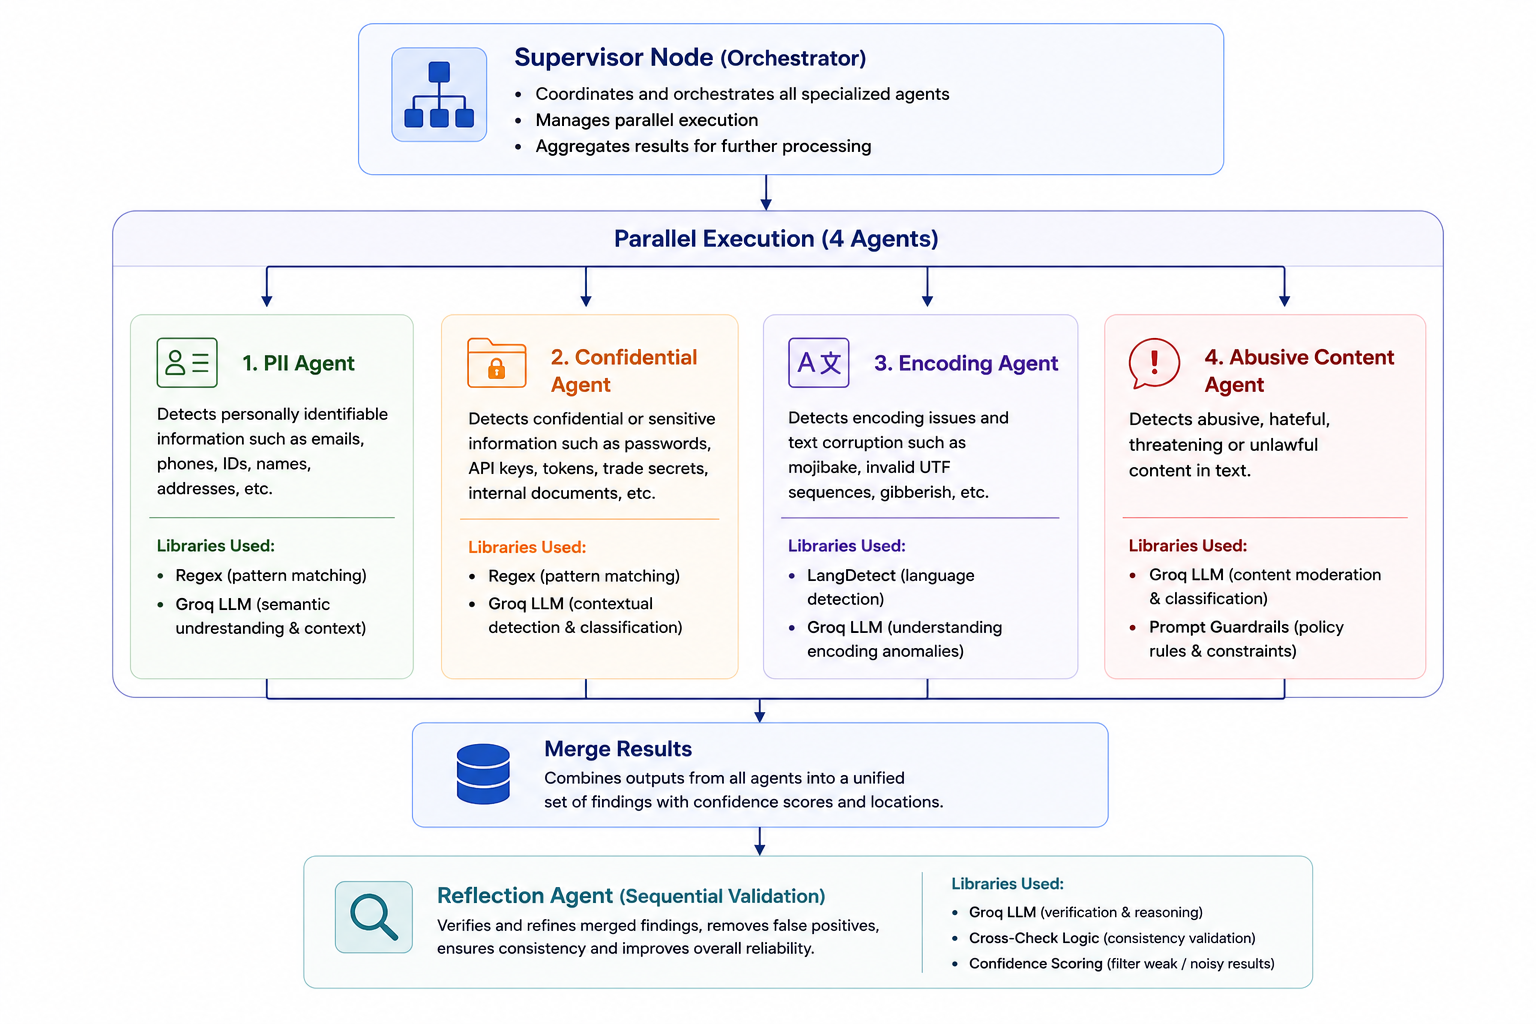 Supervisor Node (Orchestrator)
• Coordinates and orchestrates all specialized agents
• Manages parallel execution
• Aggregates results for further processing
Parallel Execution (4 Agents)
1. PII Agent
Detects personally identifiable
information such as emails,
phones, IDs, names,
addresses, etc.
Libraries Used:
• Regex (pattern matching)
• Groq LLM (semantic
undrestanding & context)
2. Confidential
Agent
Detects confidential or sensitive
information such as passwords,
API keys, tokens, trade secrets,
internal documents, etc.
Libraries Used:
• Regex (pattern matching)
• Groq LLM (contextual
detection & classification)
A文
3. Encoding Agent
Detects encoding issues and
text corruption such as
mojibake, invalid UTF
sequences, gibberish, etc.
Libraries Used:
• LangDetect (language
detection)
• Groq LLM (understanding
encoding anomalies)
!
4. Abusive Content
Agent
Detects abusive, hateful,
threatening or unlawful
content in text.
Libraries Used:
• Groq LLM (content moderation
& classification)
• Prompt Guardrails (policy
rules & constraints)
Merge Results
Combines outputs from all agents into a unified
set of findings with confidence scores and locations.
Reflection Agent (Sequential Validation)
Verifies and refines merged findings, removes false positives,
ensures consistency and improves overall reliability.
Libraries Used:
• Groq LLM (verification & reasoning)
• Cross-Check Logic (consistency validation)
• Confidence Scoring (filter weak / noisy results)